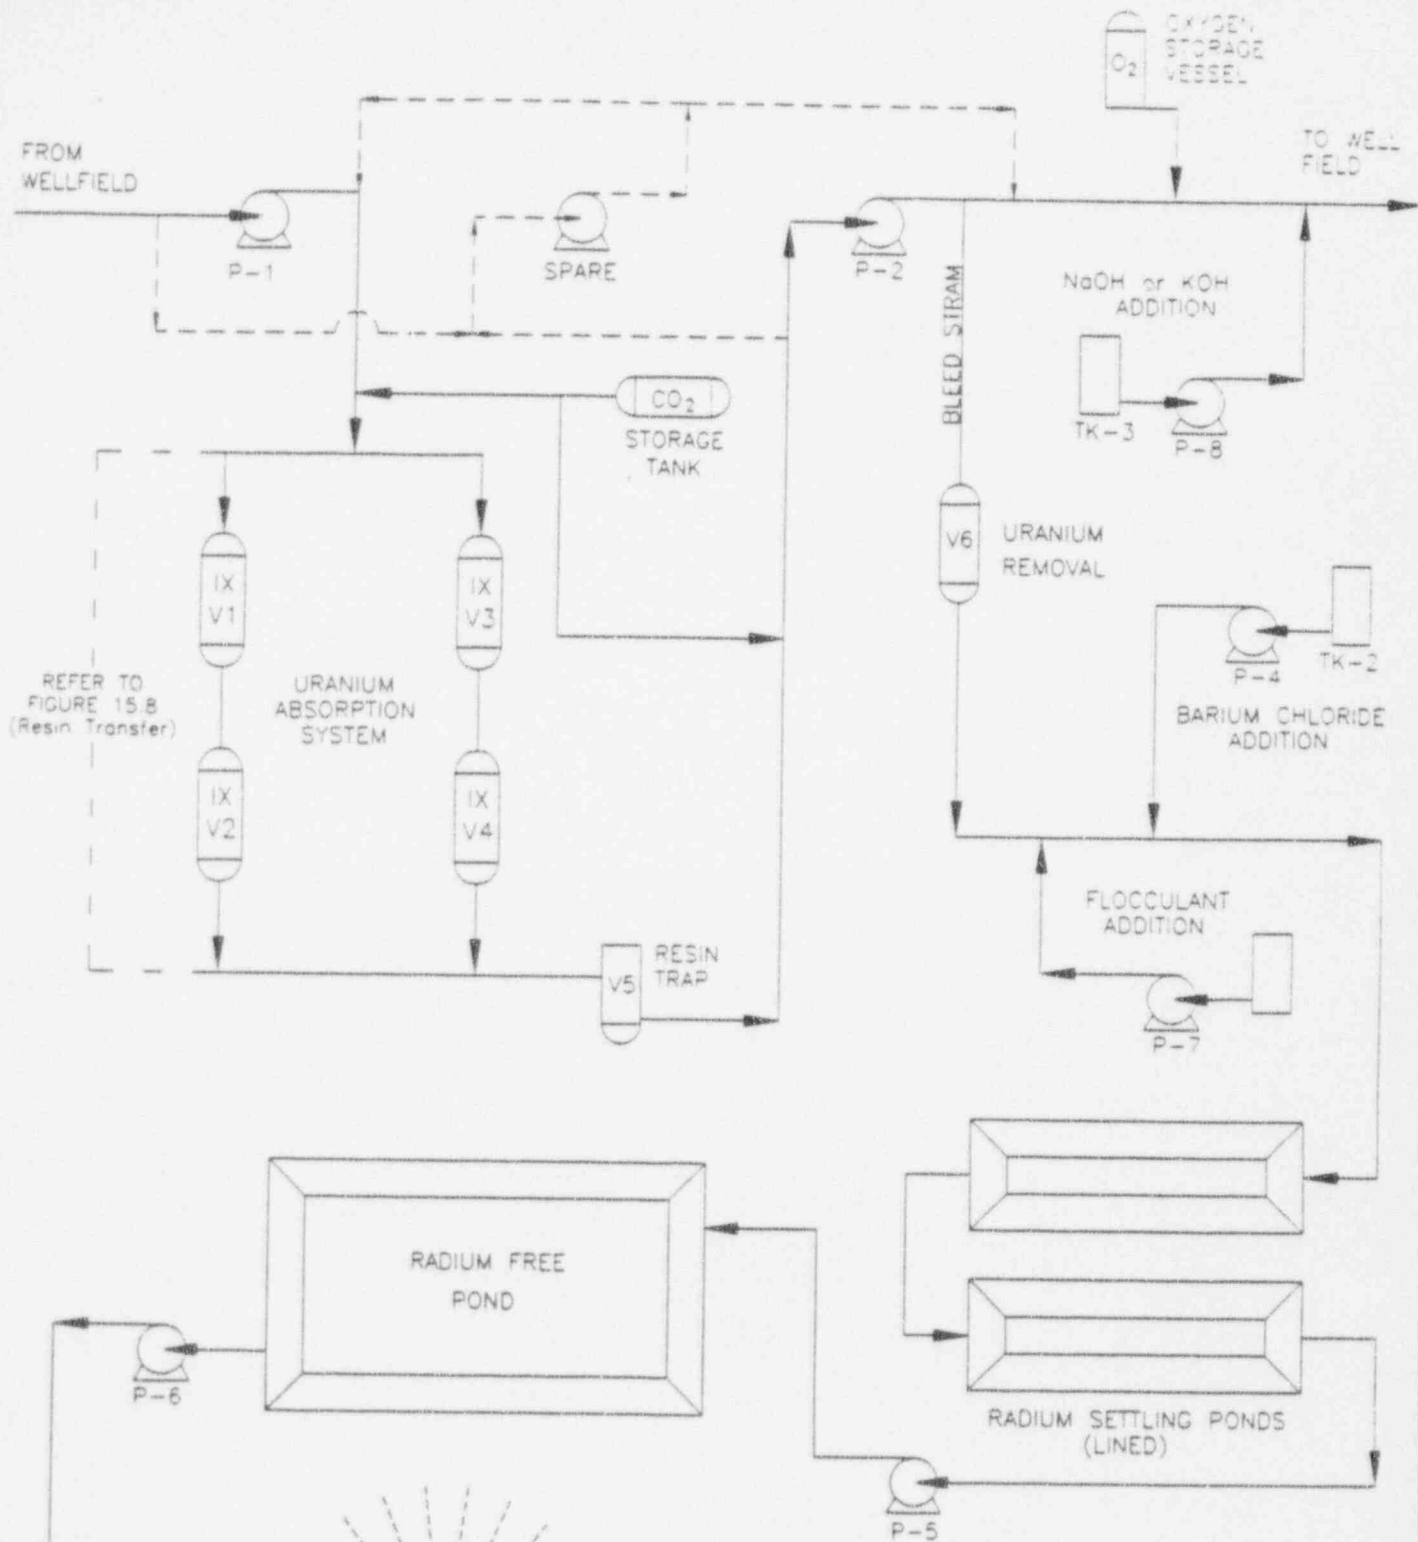 OXYGEN
STORAGE
VESSEL
O2
FROM
WELLFIELD
TO WELL
FIELD
P-1
SPARE
P-2
BLEED STRAM
NaOH or KOH
ADDITION
TK-3
P-8
CO2
STORAGE
TANK
IX
V1
IX
V3
V6
URANIUM
REMOVAL
REFER TO
FIGURE 15.8
(Resin Transfer)
URANIUM
ABSORPTION
SYSTEM
P-4
TK-2
BARIUM CHLORIDE
ADDITION
IX
V2
IX
V4
FLOCCULANT
ADDITION
P-7
V5
RESIN
TRAP
RADIUM FREE
POND
P-6
RADIUM SETTLING PONDS
(LINED)
P-5